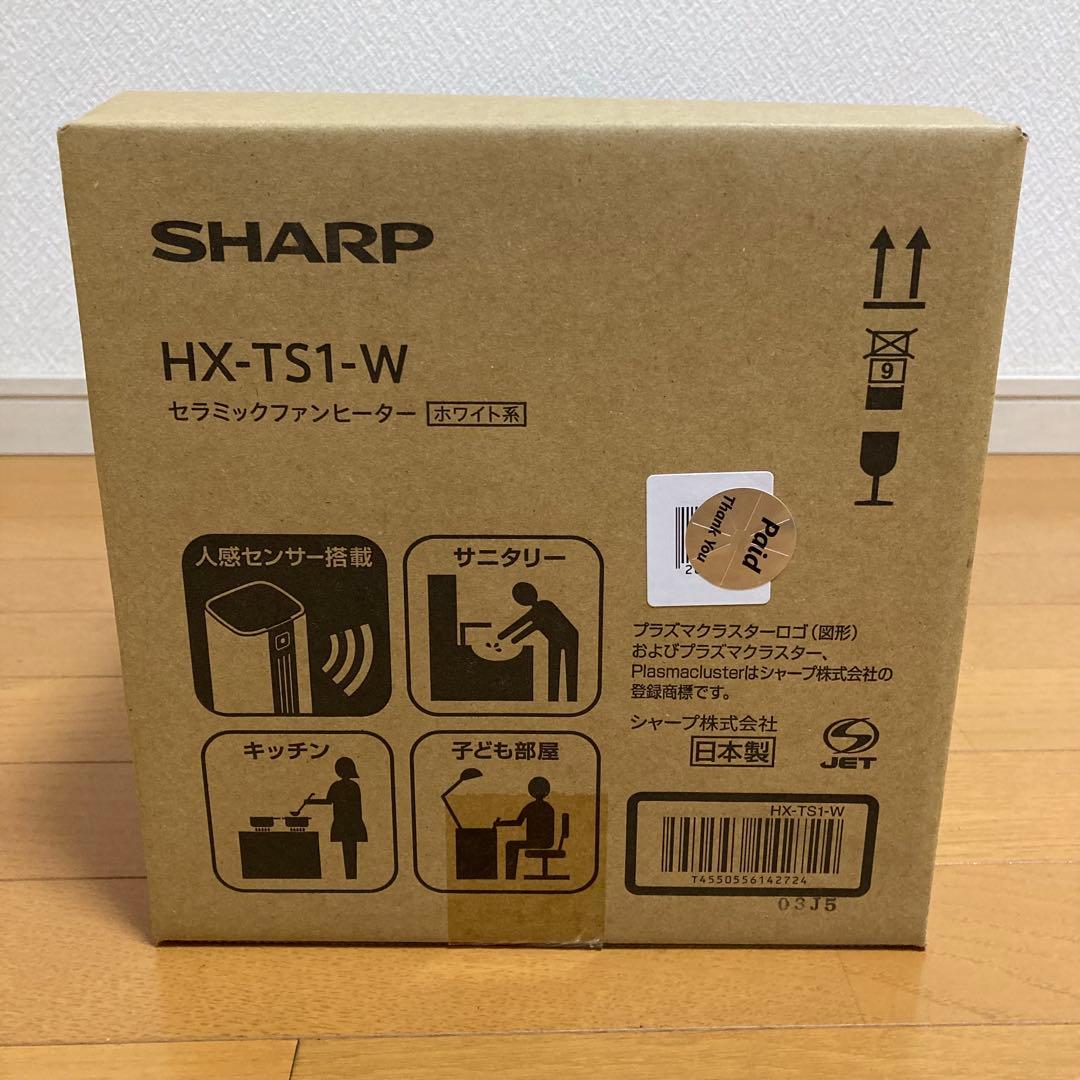 SHARP
HX-TS1-W
セラミックファンヒーター ホワイト系
9
Paid
Thank You
人感センサー搭載
サニタリー
キッチン
子ども部屋
プラズマクラスターロゴ（図形）
およびプラズマクラスター、
Plasmaclusterはシャープ株式会社の
登録商標です。
シャープ株式会社
日本製
JET
HX-TS1-W
T4550556142724
03J5